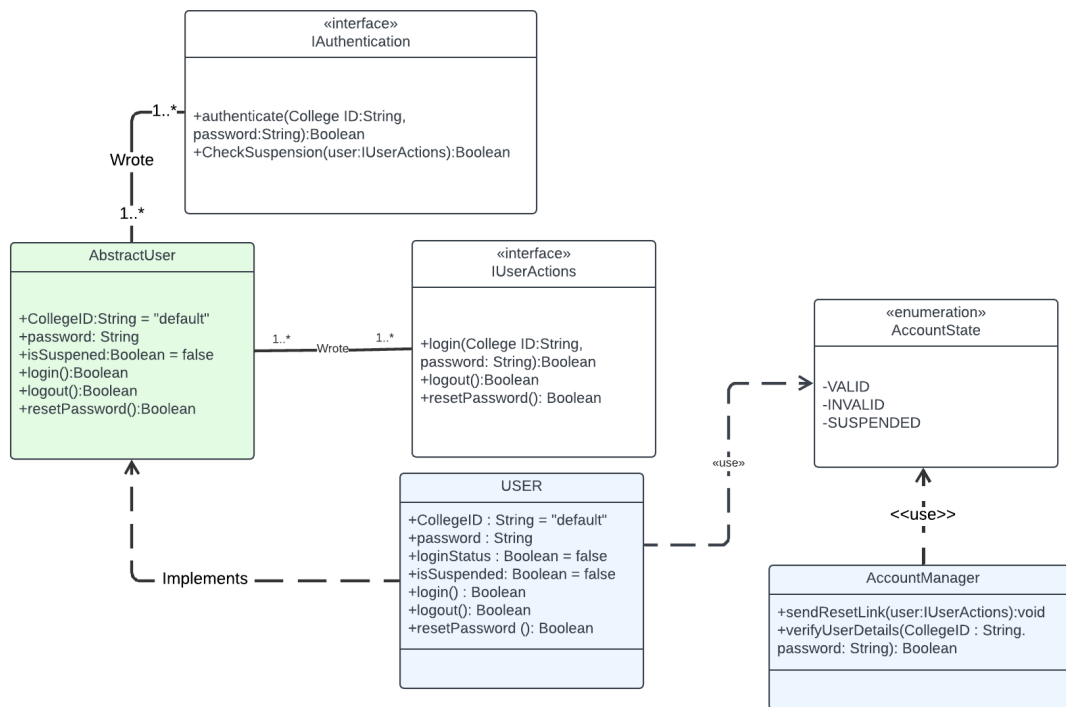 «interface»
IAuthentication
+authenticate(College ID:String,
password:String):Boolean
+CheckSuspension(user:IUserActions):Boolean
1..*
Wrote
1..*
AbstractUser
+CollegeID:String = "default"
+password: String
+isSuspened:Boolean = false
+login():Boolean
+logout():Boolean
+resetPassword():Boolean
1..*
Wrote
1..*
«interface»
IUserActions
+login(College ID:String,
password: String):Boolean
+logout():Boolean
+resetPassword(): Boolean
«enumeration»
AccountState
-VALID
-INVALID
-SUSPENDED
«use»
<<use>>
Implements
USER
+CollegeID : String = "default"
+password : String
+loginStatus : Boolean = false
+isSuspended: Boolean = false
+login() : Boolean
+logout(): Boolean
+resetPassword (): Boolean
AccountManager
+sendResetLink(user:IUserActions):void
+verifyUserDetails(CollegeID : String.
password: String): Boolean